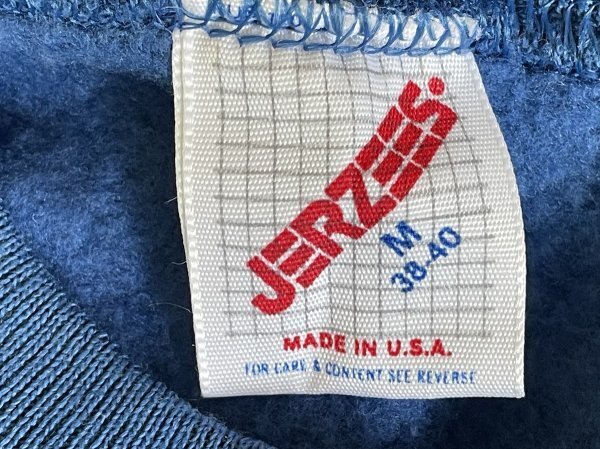 JERZEES.
M
38-40
MADE IN U.S.A.
FOR CARE & CONTENT SEE REVERSE